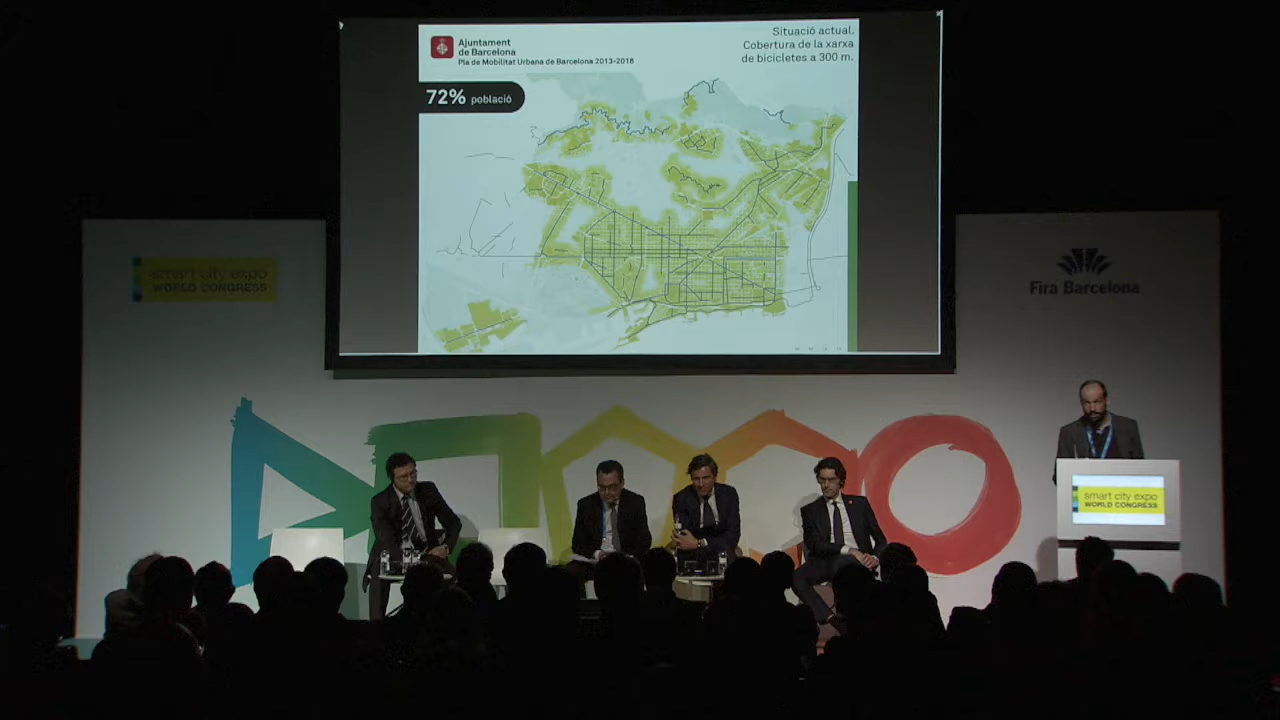 Ajuntament
de Barcelona
Pla de Mobilitat Urbana de Barcelona 2013-2018
Situació actual.
Cobertura de la xarxa
de bicicletes a 300 m.
72% població
smart city expo
WORLD CONGRESS
Fira Barcelona
smart city expo
WORLD CONGRESS